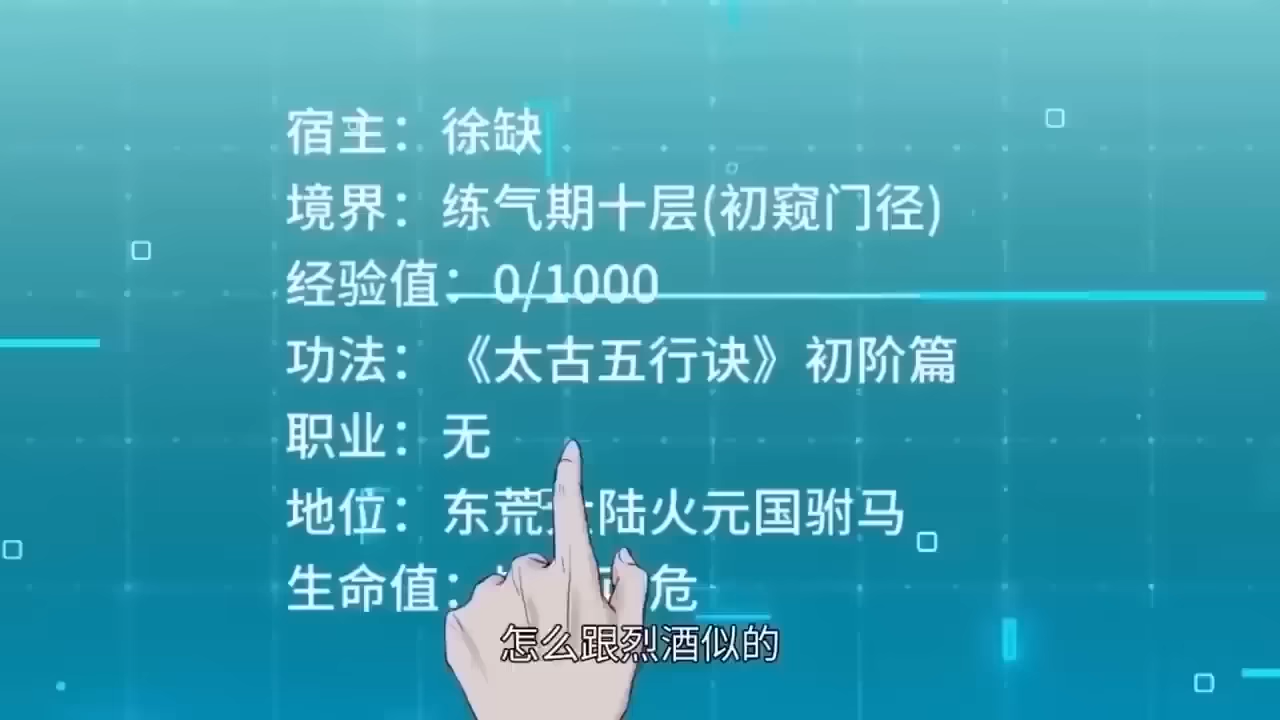 宿主：徐缺
境界：练气期十层(初窥门径)
经验值：0/1000
功法：《太古五行诀》初阶篇
职业：无
地位：东荒大陆火元国驸马
生命值：危
怎么跟烈酒似的